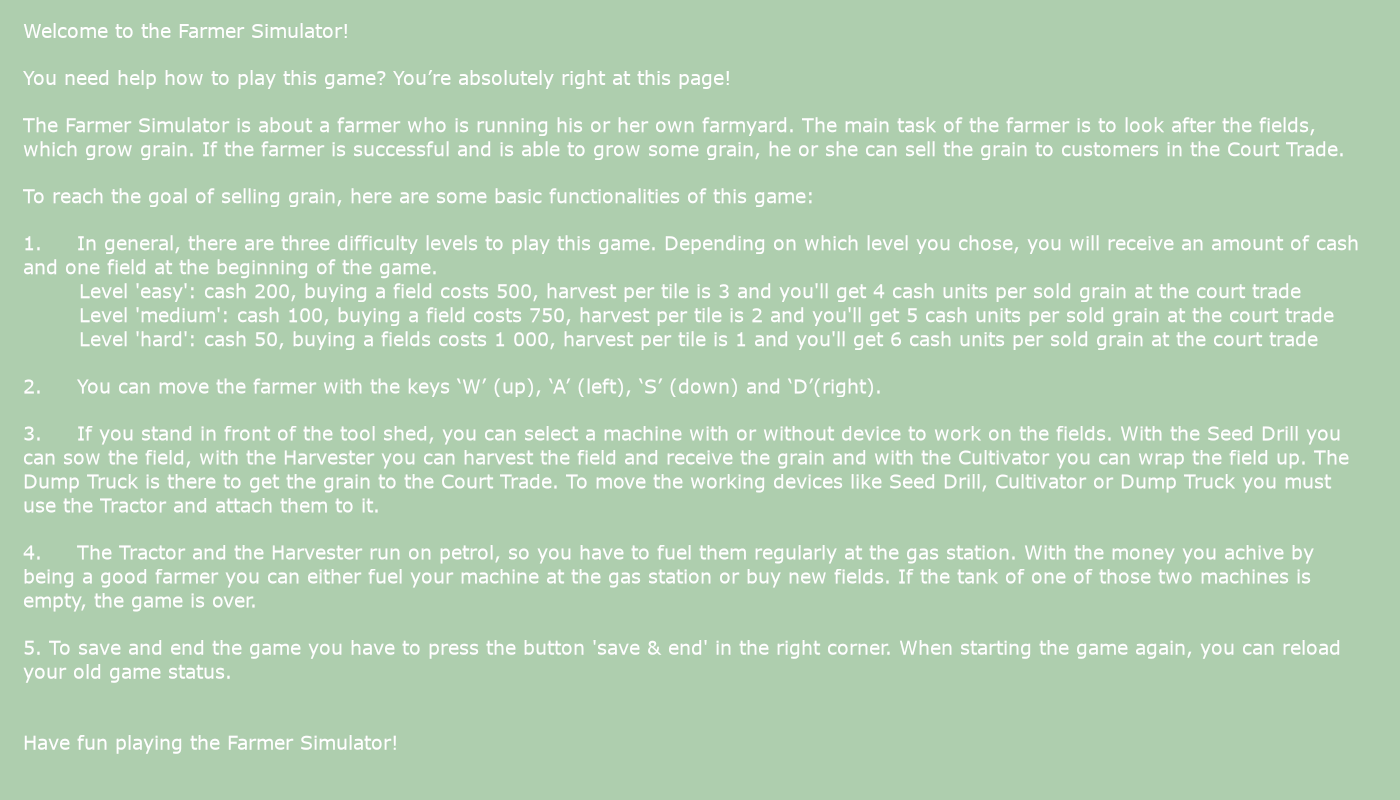 Welcome to the Farmer Simulator!
You need help how to play this game? You’re absolutely right at this page!
The Farmer Simulator is about a farmer who is running his or her own farmyard. The main task of the farmer is to look after the fields,
which grow grain. If the farmer is successful and is able to grow some grain, he or she can sell the grain to customers in the Court Trade.
To reach the goal of selling grain, here are some basic functionalities of this game:
1. In general, there are three difficulty levels to play this game. Depending on which level you chose, you will receive an amount of cash
and one field at the beginning of the game.
Level 'easy': cash 200, buying a field costs 500, harvest per tile is 3 and you'll get 4 cash units per sold grain at the court trade
Level 'medium': cash 100, buying a field costs 750, harvest per tile is 2 and you'll get 5 cash units per sold grain at the court trade
Level 'hard': cash 50, buying a fields costs 1 000, harvest per tile is 1 and you'll get 6 cash units per sold grain at the court trade
2. You can move the farmer with the keys ‘W’ (up), ‘A’ (left), ‘S’ (down) and ‘D’(right).
3. If you stand in front of the tool shed, you can select a machine with or without device to work on the fields. With the Seed Drill you
can sow the field, with the Harvester you can harvest the field and receive the grain and with the Cultivator you can wrap the field up. The
Dump Truck is there to get the grain to the Court Trade. To move the working devices like Seed Drill, Cultivator or Dump Truck you must
use the Tractor and attach them to it.
4. The Tractor and the Harvester run on petrol, so you have to fuel them regularly at the gas station. With the money you achive by
being a good farmer you can either fuel your machine at the gas station or buy new fields. If the tank of one of those two machines is
empty, the game is over.
5. To save and end the game you have to press the button 'save & end' in the right corner. When starting the game again, you can reload
your old game status.
Have fun playing the Farmer Simulator!